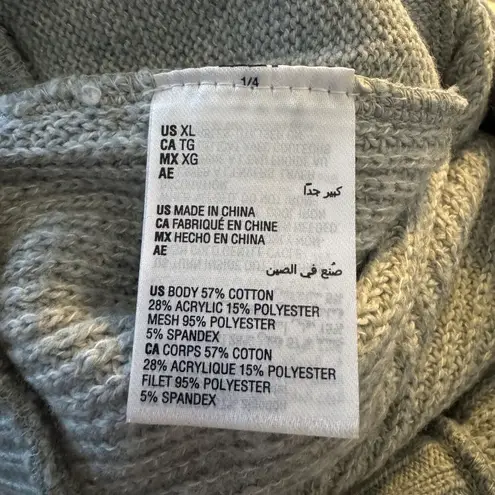 1/4
US XL
CA TG
MX XG
AE
كبير جدًا
US MADE IN CHINA
CA FABRIQUÉ EN CHINE
MX HECHO EN CHINA
AE
صُنع في الصين
US BODY 57% COTTON
28% ACRYLIC 15% POLYESTER
MESH 95% POLYESTER
5% SPANDEX
CA CORPS 57% COTON
28% ACRYLIQUE 15% POLYESTER
FILET 95% POLYESTER
5% SPANDEX